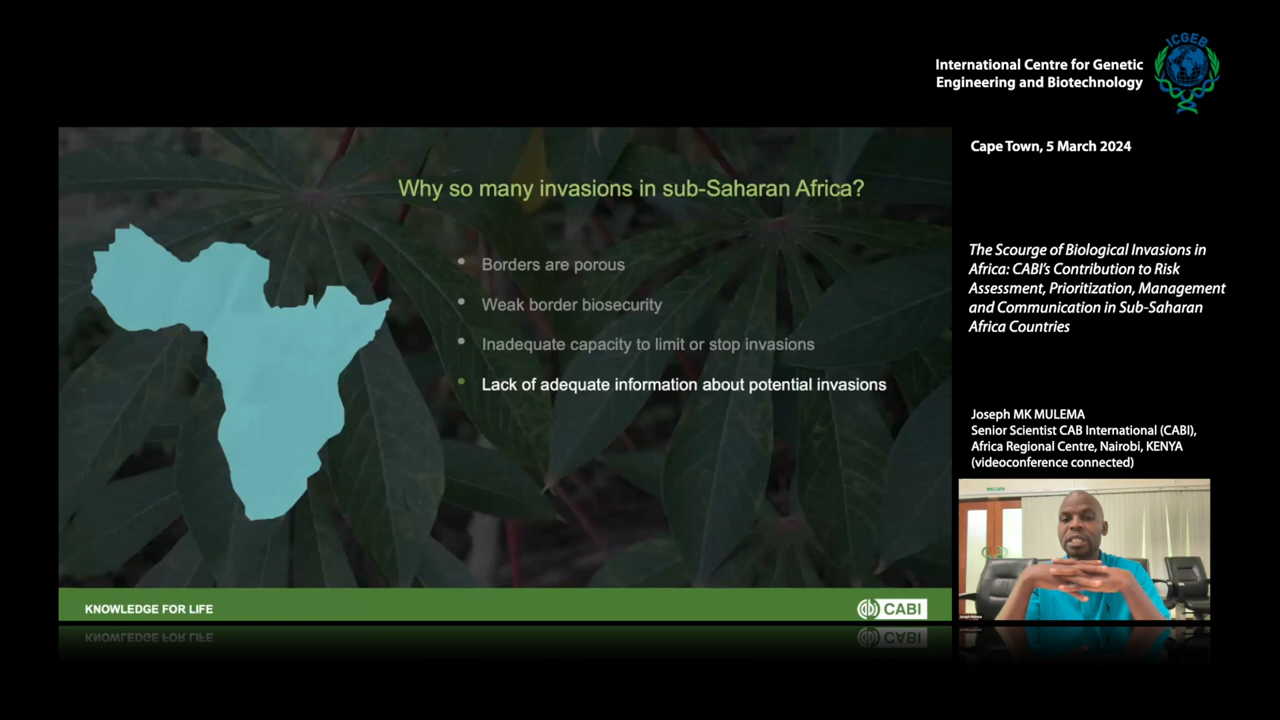 ICGEB
International Centre for Genetic
Engineering and Biotechnology
Cape Town, 5 March 2024
Why so many invasions in sub-Saharan Africa?
• Borders are porous
• Weak border biosecurity
• Inadequate capacity to limit or stop invasions
• Lack of adequate information about potential invasions
The Scourge of Biological Invasions in
Africa: CABI's Contribution to Risk
Assessment, Prioritization, Management
and Communication in Sub-Saharan
Africa Countries
Joseph MK MULEMA
Senior Scientist CAB International (CABI),
Africa Regional Centre, Nairobi, KENYA
(videoconference connected)
KNOWLEDGE FOR LIFE
CABI